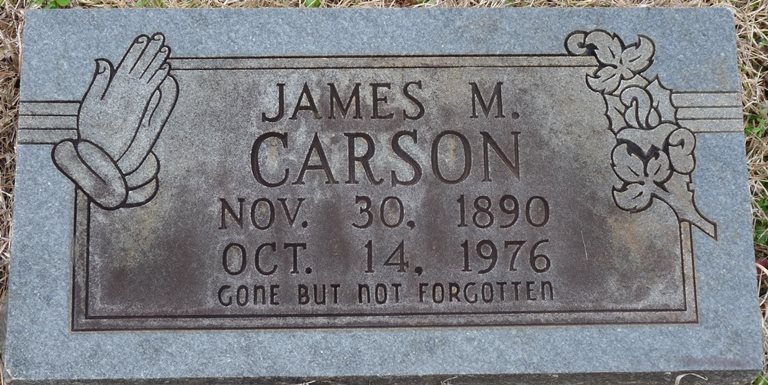 JAMES M.
CARSON
NOV. 30, 1890
OCT. 14, 1976
GONE BUT NOT FORGOTTEN